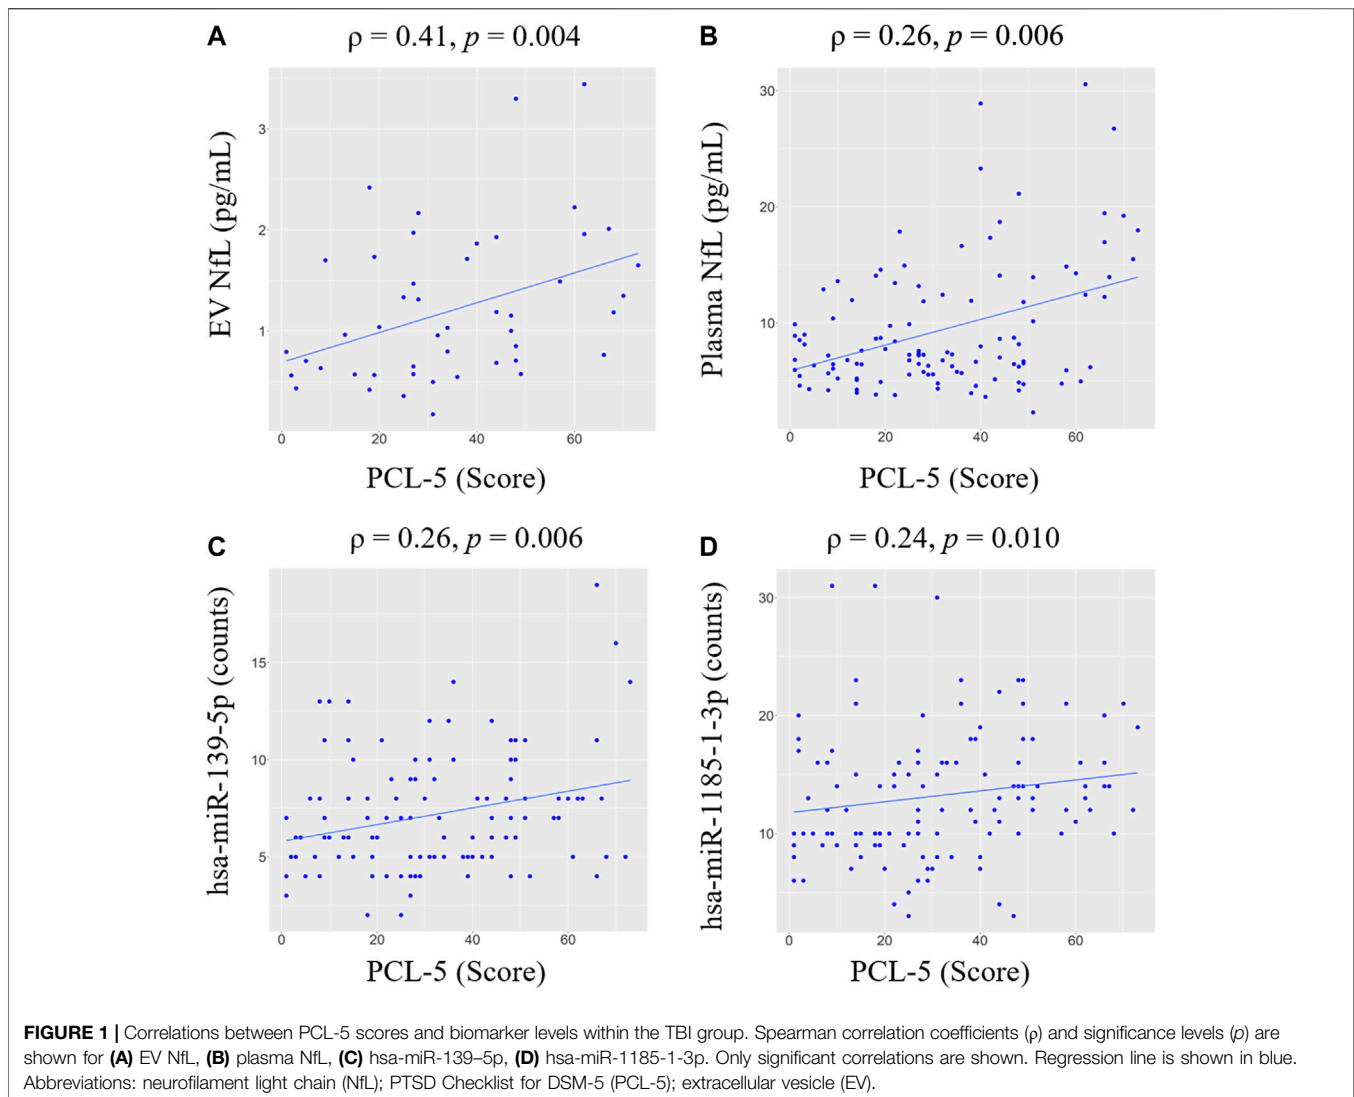 A
ρ = 0.41, p = 0.004
EV NfL (pg/mL)
3
2
1
0 20 40 60
PCL-5 (Score)
B
ρ = 0.26, p = 0.006
Plasma NfL (pg/mL)
30
20
10
0 20 40 60
PCL-5 (Score)
C
ρ = 0.26, p = 0.006
hsa-miR-139-5p (counts)
15
10
5
0 20 40 60
PCL-5 (Score)
D
ρ = 0.24, p = 0.010
hsa-miR-1185-1-3p (counts)
30
20
10
0 20 40 60
PCL-5 (Score)
FIGURE 1 | Correlations between PCL-5 scores and biomarker levels within the TBI group. Spearman correlation coefficients (ρ) and significance levels (p) are
shown for (A) EV NfL, (B) plasma NfL, (C) hsa-miR-139–5p, (D) hsa-miR-1185-1-3p. Only significant correlations are shown. Regression line is shown in blue.
Abbreviations: neurofilament light chain (NfL); PTSD Checklist for DSM-5 (PCL-5); extracellular vesicle (EV).